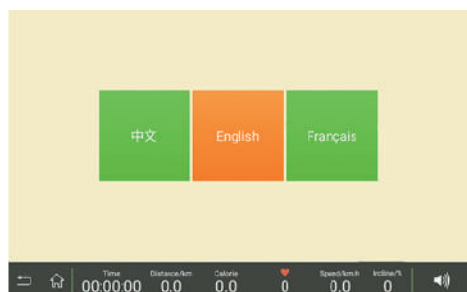 中文
English
Français
Time Distance/km Calorie Speed/km/h Incline/%
00:00:00 0.0 0.0 0 0.0 0